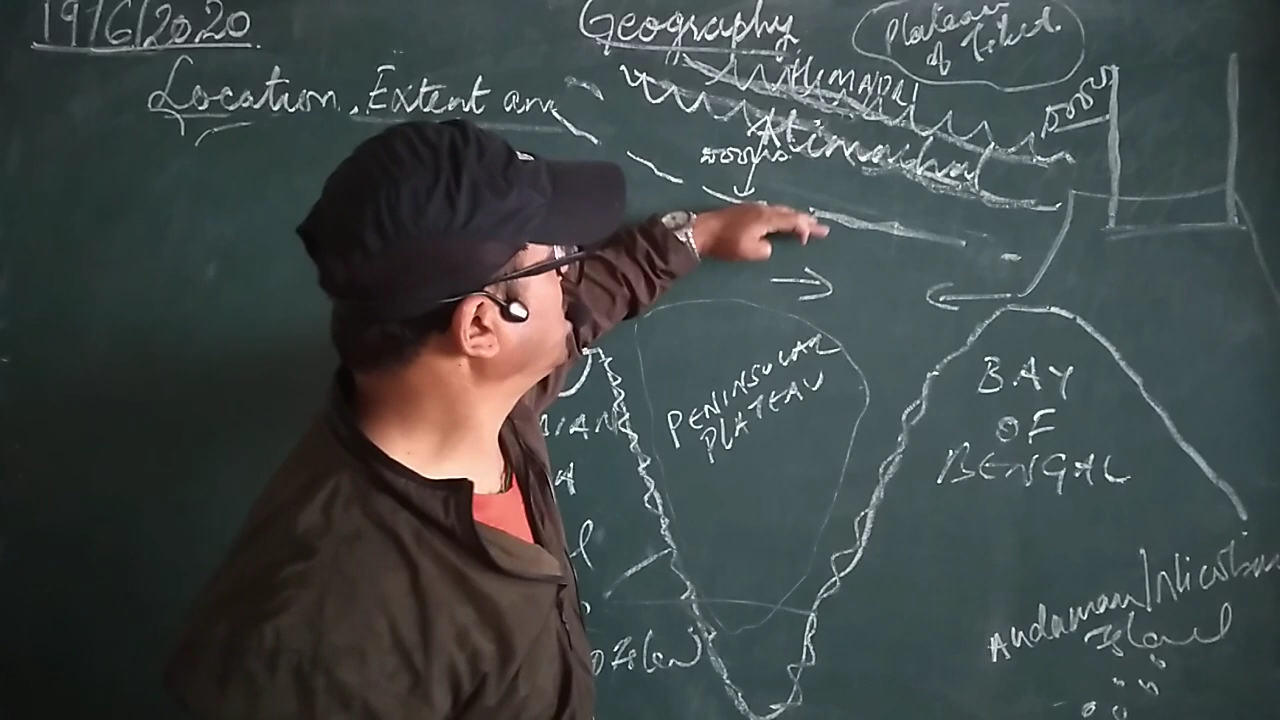 19/6/2020
Geography
Plateau
of Tibet.
Location, Extent an
HIMADRI
Himachal
PENINSULAR
PLATEAU
BAY
OF
BENGAL
Andaman/Nicobar
Island